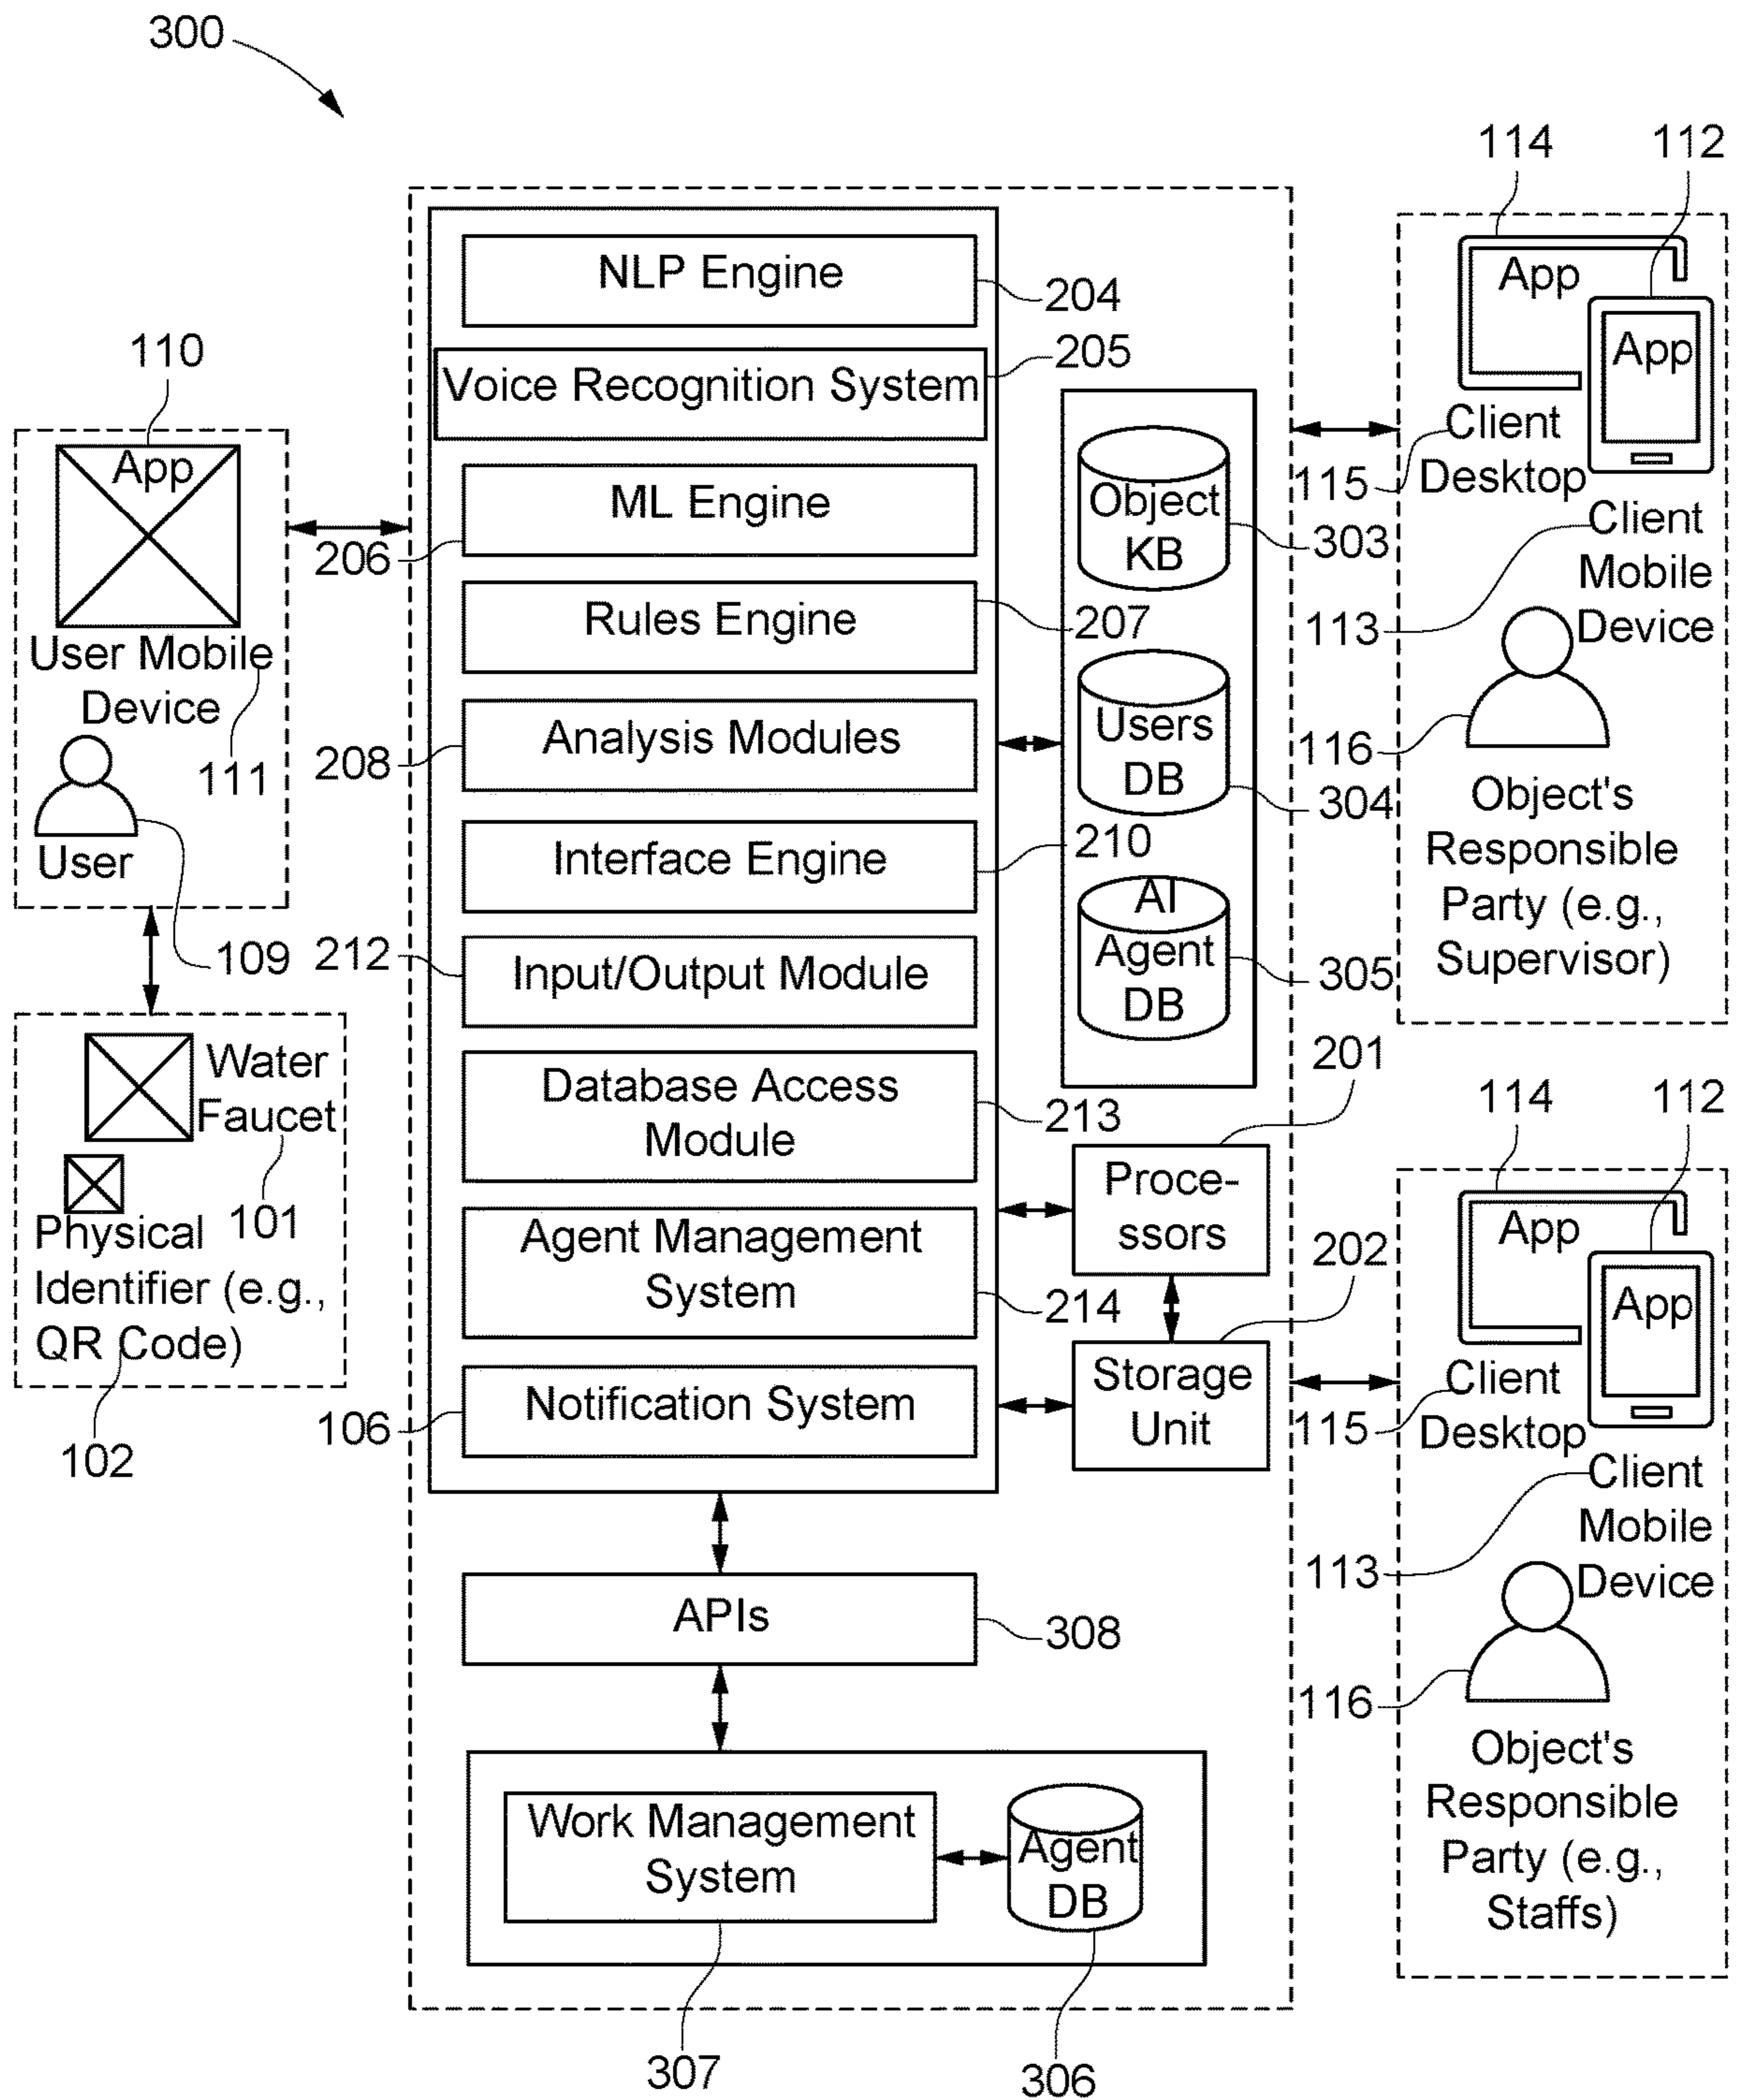 300
114
112
NLP Engine
204
App
App
110
Voice Recognition System
205
App
Client
Desktop
115
Object
KB
303
ML Engine
206
Client
Mobile
Device
113
User Mobile
Device
111
Rules Engine
207
Users
DB
304
116
Analysis Modules
208
Object's
Responsible
Party (e.g.,
Supervisor)
User
109
Interface Engine
210
AI
Agent
DB
305
212
Input/Output Module
201
Water
Faucet
101
Database Access
Module
213
114
112
Physical
Identifier (e.g.,
QR Code)
102
Agent Management
System
214
Proce-
ssors
202
App
App
Storage
Unit
Client
Desktop
115
106
Notification System
Client
Mobile
Device
113
APIs
308
116
Object's
Responsible
Party (e.g.,
Staffs)
Work Management
System
Agent
DB
307
306